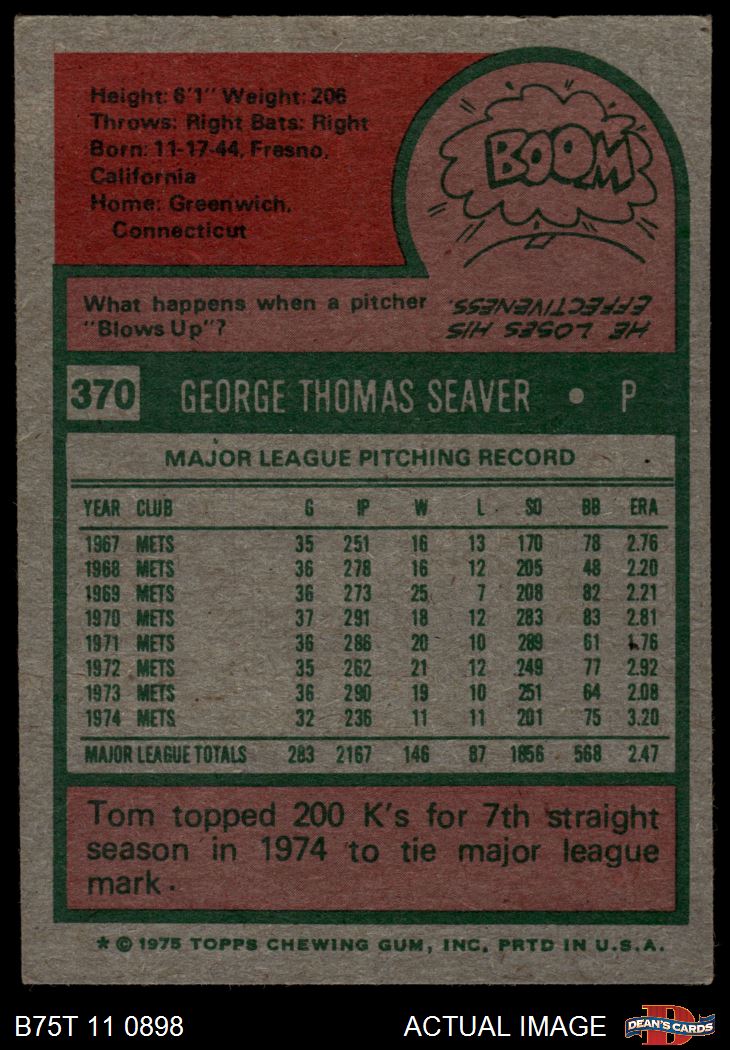 Height: 6'1" Weight: 206
Throws: Right Bats: Right
Born: 11-17-44, Fresno,
California
Home: Greenwich,
Connecticut
BOOM
What happens when a pitcher
"Blows Up"?
HE LOSES HIS
EFFECTIVENESS.
370 GEORGE THOMAS SEAVER • P
MAJOR LEAGUE PITCHING RECORD
YEAR CLUB G IP W L SO BB ERA
1967 METS 35 251 16 13 170 78 2.76
1968 METS 36 278 16 12 205 48 2.20
1969 METS 36 273 25 7 208 82 2.21
1970 METS 37 291 18 12 283 83 2.81
1971 METS 36 286 20 10 289 61 1.76
1972 METS 35 262 21 12 249 77 2.92
1973 METS 36 290 19 10 251 64 2.08
1974 METS 32 236 11 11 201 75 3.20
MAJOR LEAGUE TOTALS 283 2167 146 87 1856 568 2.47
Tom topped 200 K's for 7th straight
season in 1974 to tie major league
mark.
* © 1975 TOPPS CHEWING GUM, INC. PRTD IN U.S.A.
B75T 11 0898 ACTUAL IMAGE DEAN'S CARDS